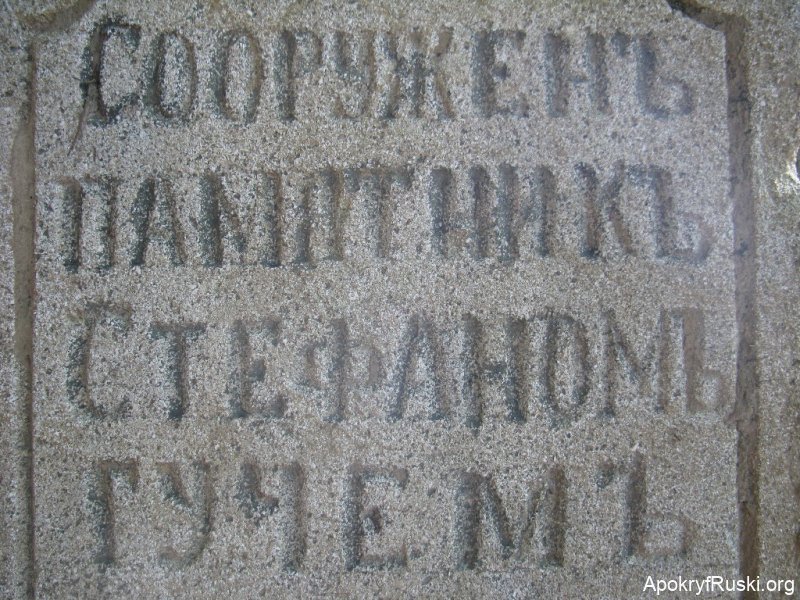 СООРУЖЕНЪ
ПАМЯТНИКЪ
СТЕФАНОМЪ
ГУЧЕМЪ
ApokryfRuski.org